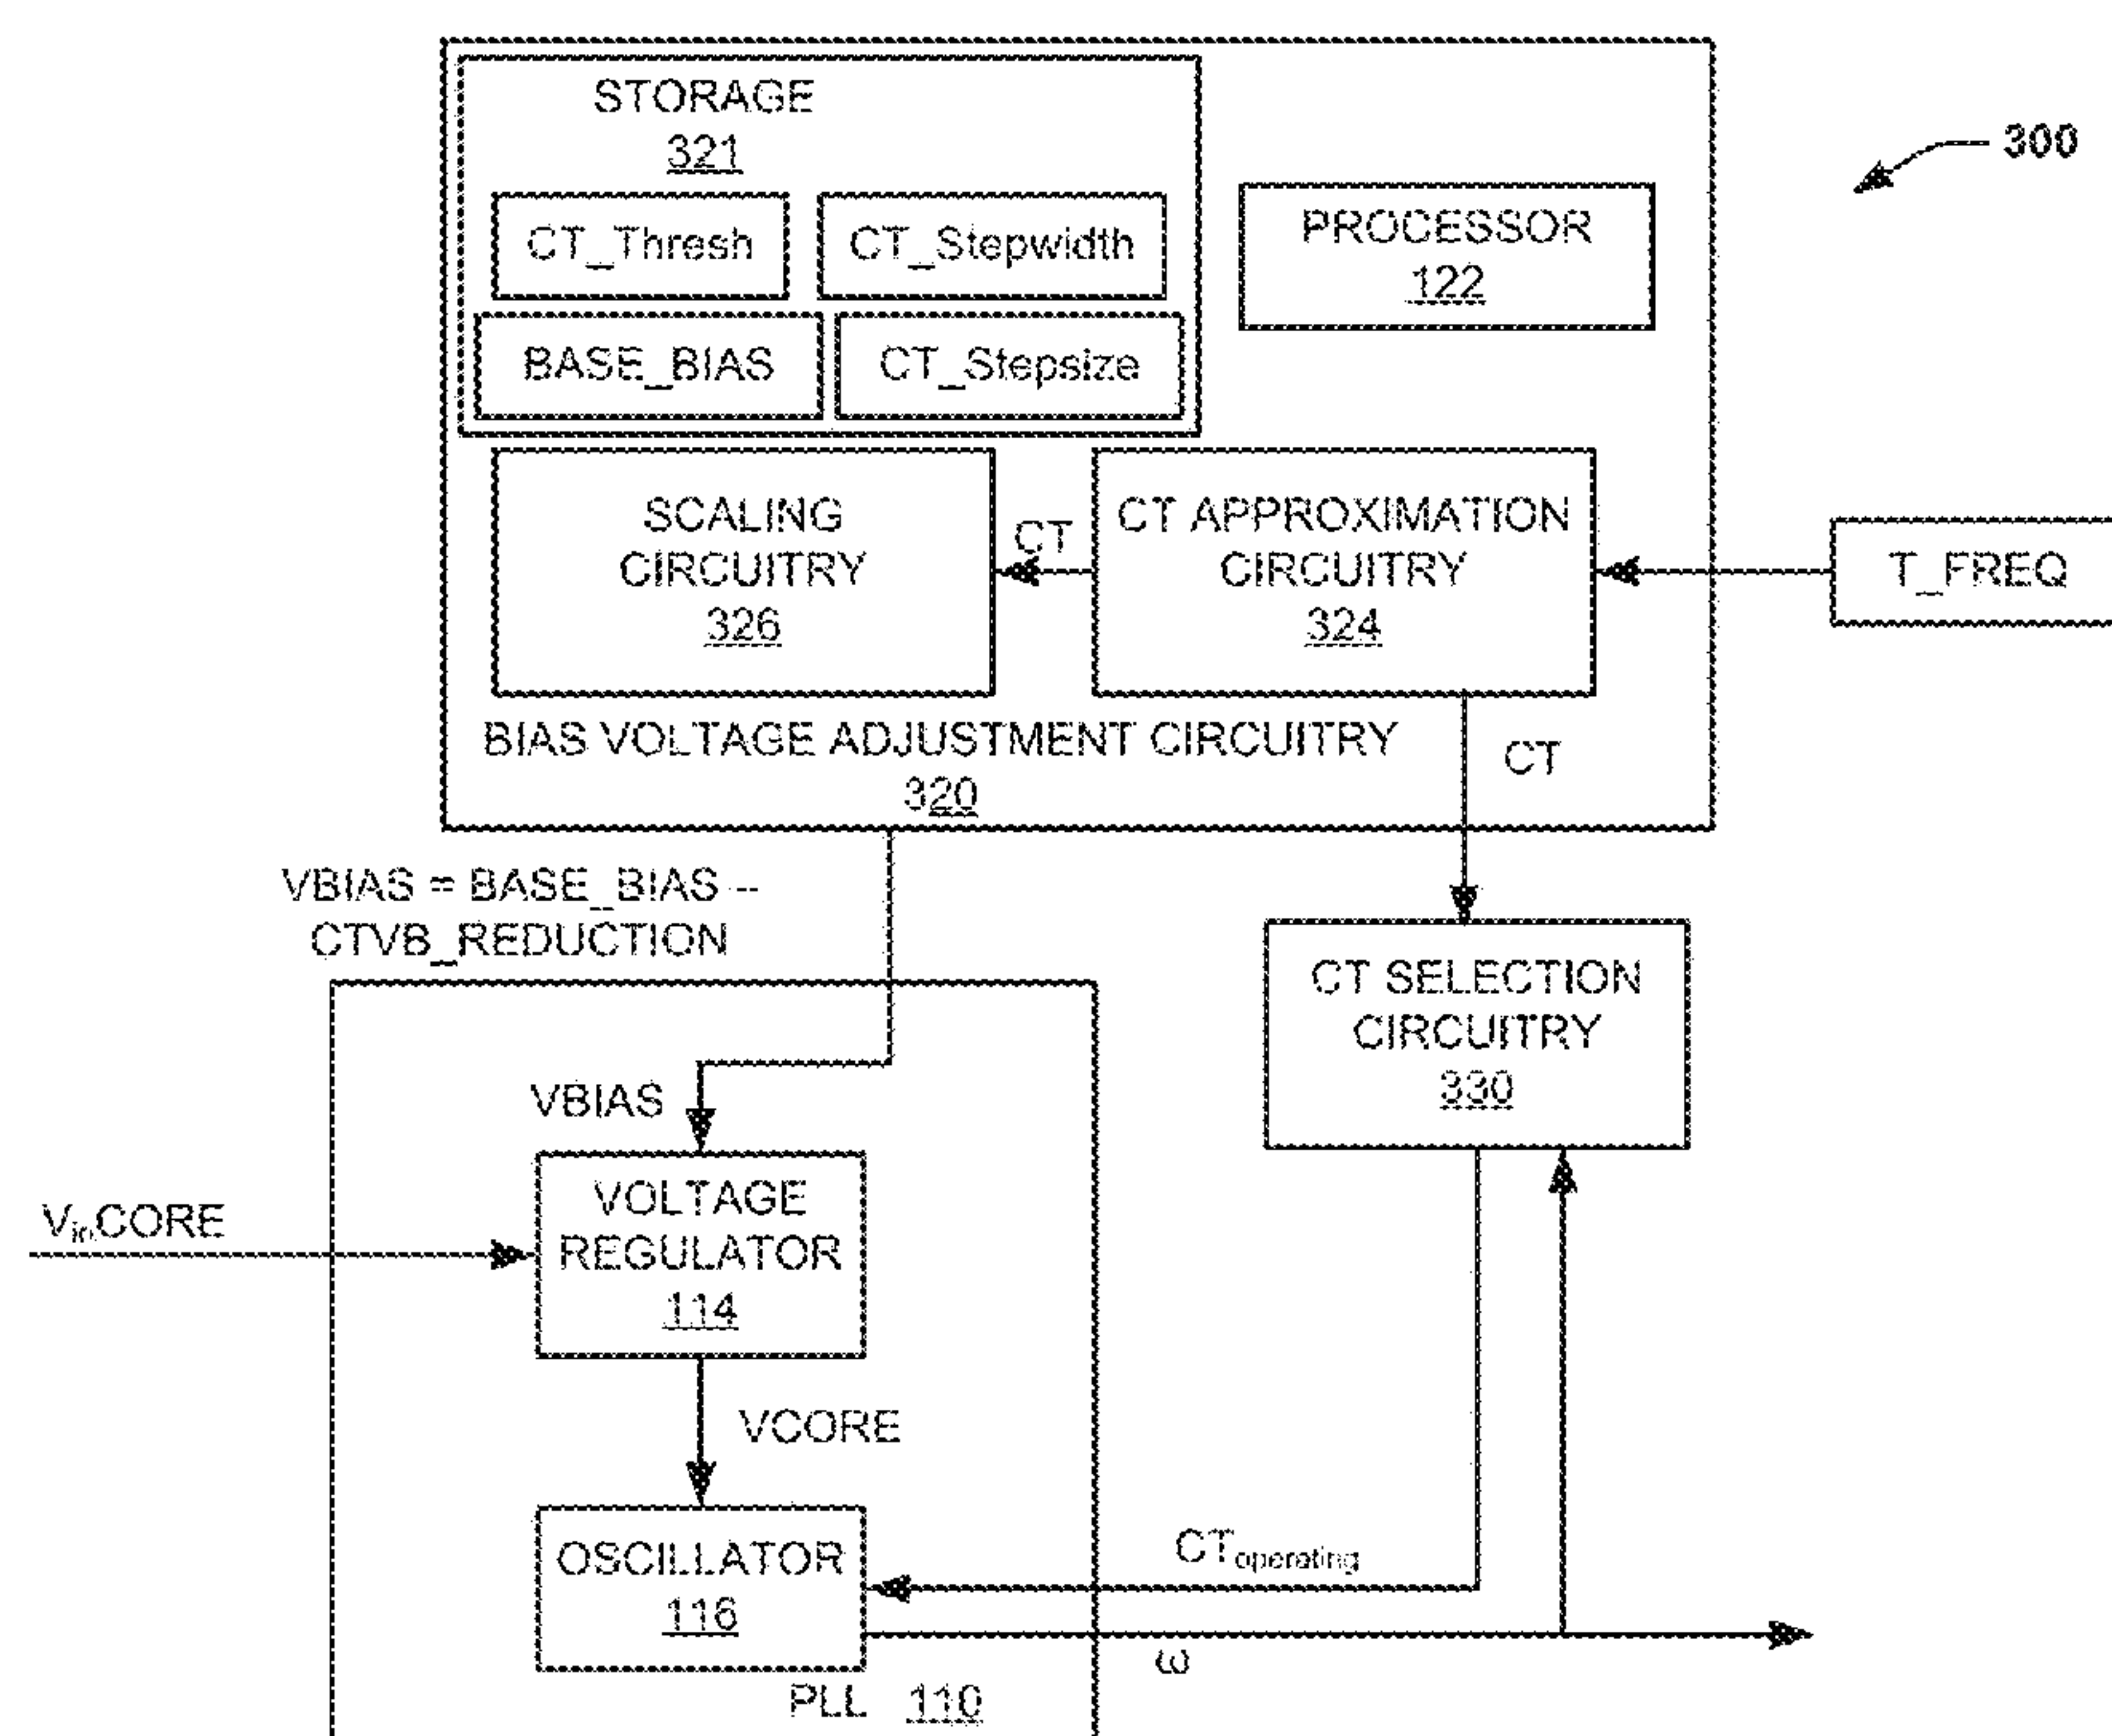 STORAGE
321
CT_Thresh
CT_Stepwidth
BASE_BIAS
CT_Stepsize
PROCESSOR
122
300
SCALING
CIRCUITRY
326
CT
CT APPROXIMATION
CIRCUITRY
324
T_FREQ
BIAS VOLTAGE ADJUSTMENT CIRCUITRY
320
CT
VBIAS = BASE_BIAS –
CTVB_REDUCTION
CT SELECTION
CIRCUITRY
330
VBIAS
VinCORE
VOLTAGE
REGULATOR
114
VCORE
OSCILLATOR
116
CToperating
ω
PLL 110